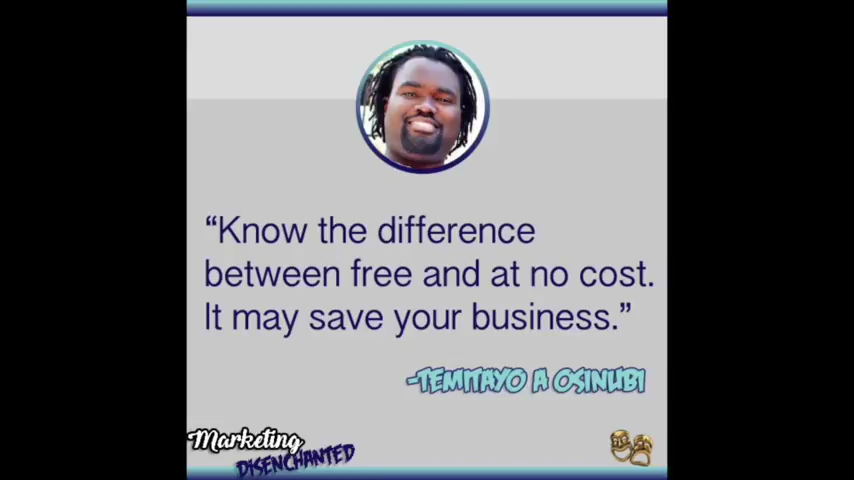 “Know the difference
between free and at no cost.
It may save your business.”
-TEMITAYO A OSINUBI
Marketing
DISENCHANTED